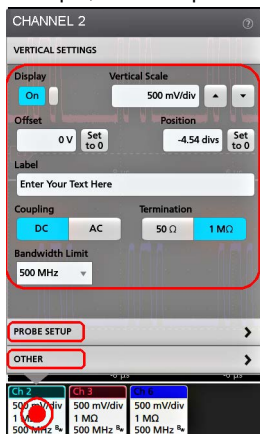 CHANNEL 2
VERTICAL SETTINGS
Display Vertical Scale
On 500 mV/div
Offset Position
0 V Set to 0 -4.54 divs Set to 0
Label
Enter Your Text Here
Coupling Termination
DC AC 50 Ω 1 MΩ
Bandwidth Limit
500 MHz
PROBE SETUP
OTHER
Ch 2 Ch 3
500 mV/div 500 mV/div 500 mV/div
1 MΩ 1 MΩ 1 MΩ
500 MHz 500 MHz 500 MHz